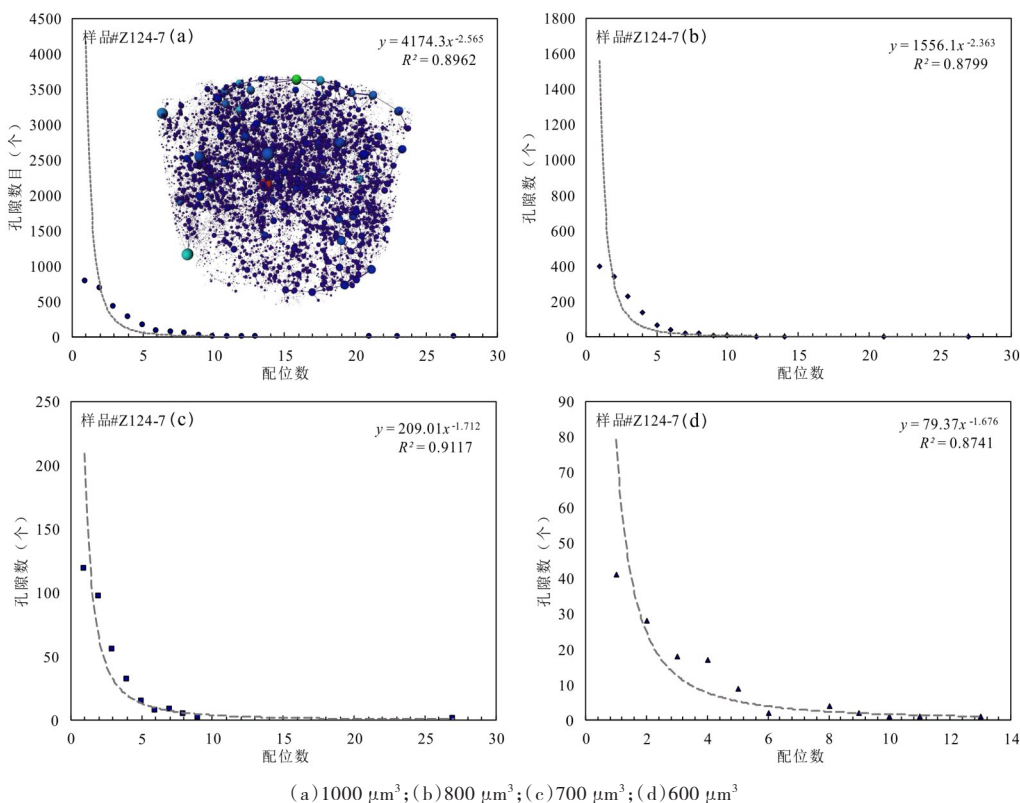 样品#Z124-7(a)
y = 4174.3x^-2.565
R² = 0.8962
4500
4000
3500
3000
2500
2000
1500
1000
500
0
孔隙数目（个）
0 5 10 15 20 25 30
配位数
样品#Z124-7(b)
y = 1556.1x^-2.363
R² = 0.8799
1800
1600
1400
1200
1000
800
600
400
200
0
孔隙数（个）
0 5 10 15 20 25 30
配位数
样品#Z124-7(c)
y = 209.01x^-1.712
R² = 0.9117
250
200
150
100
50
0
孔隙数（个）
0 5 10 15 20 25 30
配位数
样品#Z124-7(d)
y = 79.37x^-1.676
R² = 0.8741
90
80
70
60
50
40
30
20
10
0
孔隙数（个）
0 2 4 6 8 10 12 14
配位数
(a)1000 μm³;(b)800 μm³;(c)700 μm³;(d)600 μm³